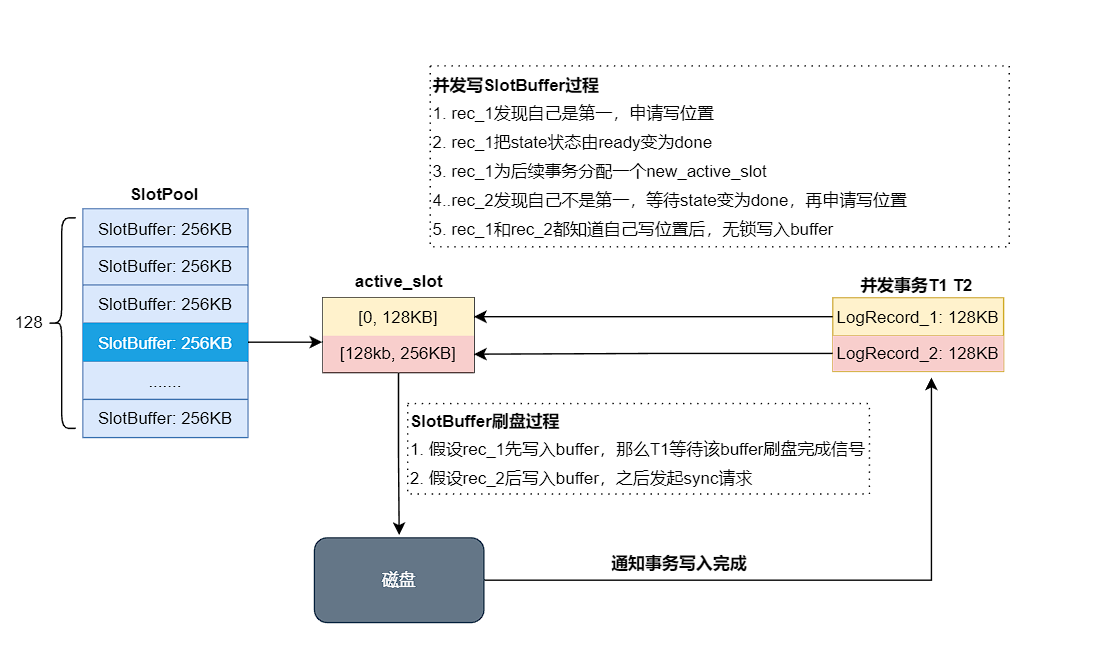 并发写SlotBuffer过程
1. rec_1发现自己是第一，申请写位置
2. rec_1把state状态由ready变为done
3. rec_1为后续事务分配一个new_active_slot
4..rec_2发现自己不是第一，等待state变为done，再申请写位置
5. rec_1和rec_2都知道自己写位置后，无锁写入buffer
SlotPool
SlotBuffer: 256KB
SlotBuffer: 256KB
SlotBuffer: 256KB
SlotBuffer: 256KB
.......
SlotBuffer: 256KB
128
active_slot
[0, 128KB]
[128kb, 256KB]
并发事务T1 T2
LogRecord_1: 128KB
LogRecord_2: 128KB
SlotBuffer刷盘过程
1. 假设rec_1先写入buffer，那么T1等待该buffer刷盘完成信号
2. 假设rec_2后写入buffer，之后发起sync请求
磁盘
通知事务写入完成